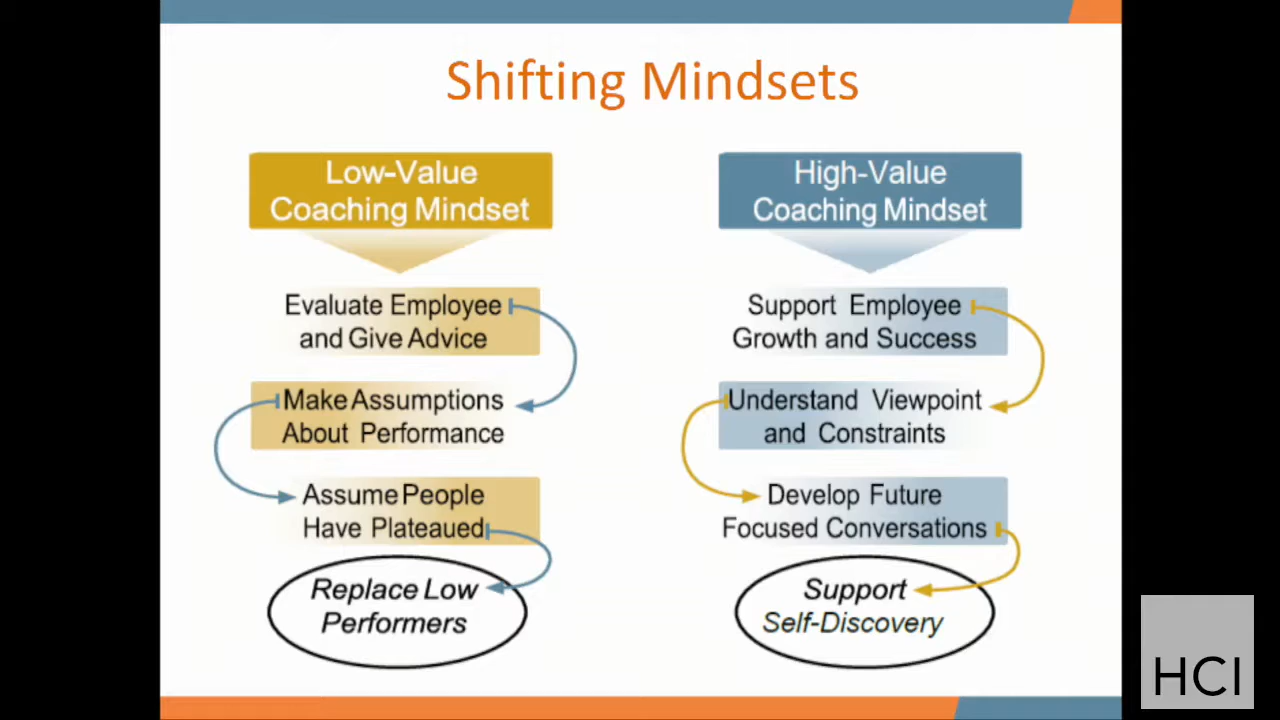 Shifting Mindsets
Low-Value
Coaching Mindset
Evaluate Employee
and Give Advice
Make Assumptions
About Performance
Assume People
Have Plateaued
Replace Low
Performers
High-Value
Coaching Mindset
Support Employee
Growth and Success
Understand Viewpoint
and Constraints
Develop Future
Focused Conversations
Support
Self-Discovery
HCI